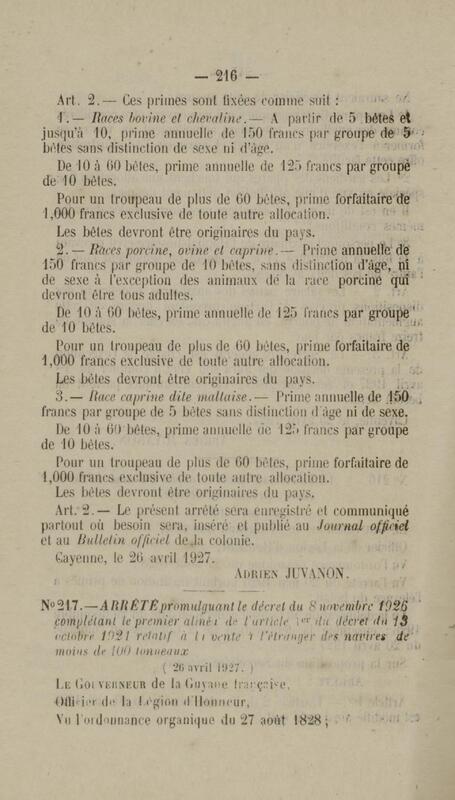 — 216 —
Art. 2.— Ces primes sont fixées comme suit :
1.— Races bovine et chevaline.— A partir de 5 bêtes et
jusqu'à 10, prime annuelle de 150 francs par groupe de 5
bêtes sans distinction de sexe ni d'âge.
De 10 à 60 bêtes, prime annuelle de 125 francs par groupe
de 10 bêtes.
Pour un troupeau de plus de 60 bêtes, prime forfaitaire de
1,000 francs exclusive de toute autre allocation.
Les bêtes devront être originaires du pays.
2.— Races porcine, ovine et caprine.— Prime annuelle de
150 francs par groupe de 10 bêtes, sans distinction d'âge, ni
de sexe à l'exception des animaux de la race porcine qui
devront être tous adultes.
De 10 à 60 bêtes, prime annuelle de 125 francs par groupe
de 10 bêtes.
Pour un troupeau de plus de 60 bêtes, prime forfaitaire de
1,000 francs exclusive de toute autre allocation.
Les bêtes devront être originaires du pays.
3.— Race caprine dite maltaise.— Prime annuelle de 150
francs par groupe de 5 bêtes sans distinction d'âge ni de sexe.
De 10 à 60 bêtes, prime annuelle de 125 francs par groupe
de 10 bêtes.
Pour un troupeau de plus de 60 bêtes, prime forfaitaire de
1,000 francs exclusive de toute autre allocation.
Les bêtes devront être originaires du pays.
Art. 2.— Le présent arrêté sera enregistré et communiqué
partout où besoin sera, inséré et publié au Journal officiel
et au Bulletin officiel de la colonie.
Cayenne, le 26 avril 1927.
ADRIEN JUVANON.
No 217.— ARRÊTÉ promulguant le décret du 8 novembre 1926
complétant le premier alinéa de l'article 1er du décret du 13
octobre 1921 relatif à la vente à l'étranger des navires de
moins de 100 tonneaux
( 26 avril 1927. )
LE GOUVERNEUR de la Guyane française,
Officier de la Légion d'Honneur,
Vu l'ordonnance organique du 27 août 1828 ;